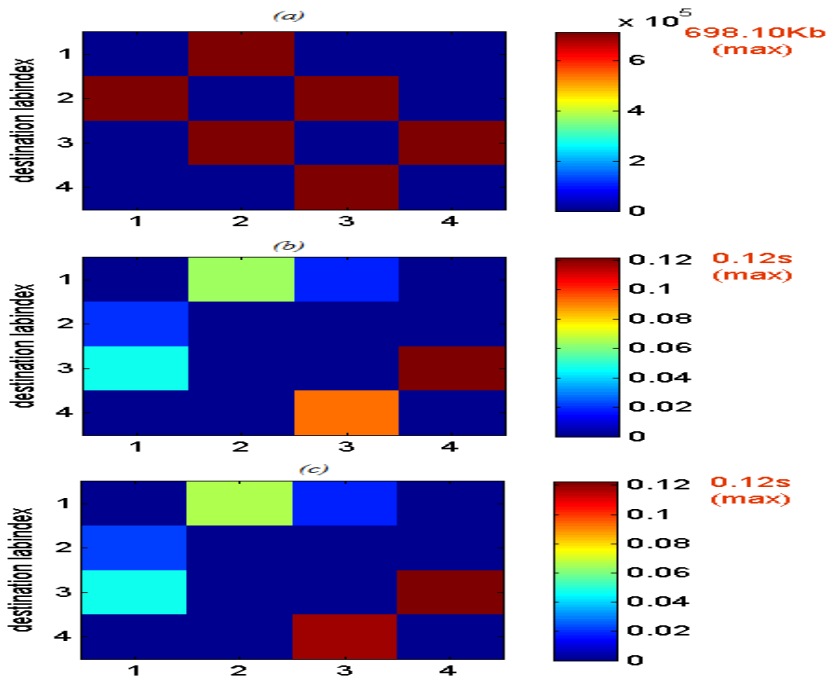 (a)
× 10⁵
698.10Kb
(max)
destination labindex
1
2
3
4
1 2 3 4
6
4
2
0
(b)
0.12s
(max)
destination labindex
1
2
3
4
1 2 3 4
0.12
0.1
0.08
0.06
0.04
0.02
0
(c)
0.12s
(max)
destination labindex
1
2
3
4
1 2 3 4
0.12
0.1
0.08
0.06
0.04
0.02
0